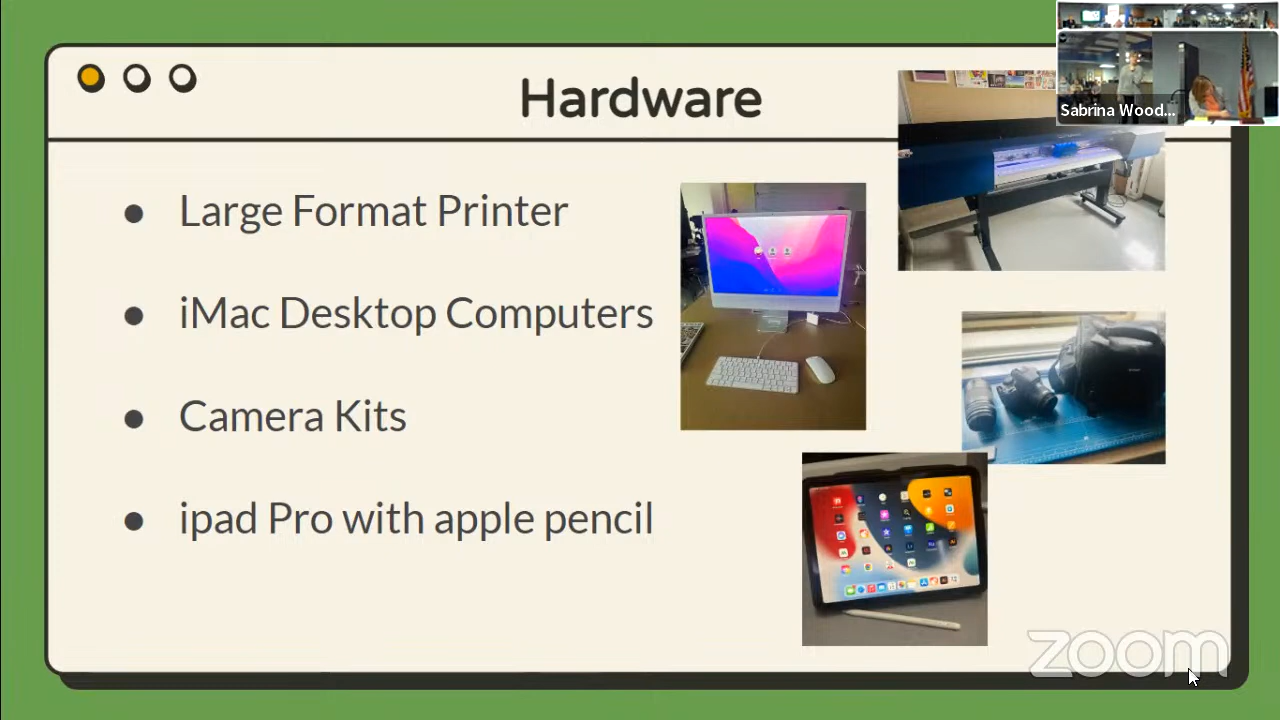 Hardware
Sabrina Wood...
● Large Format Printer
● iMac Desktop Computers
● Camera Kits
● ipad Pro with apple pencil
zoom